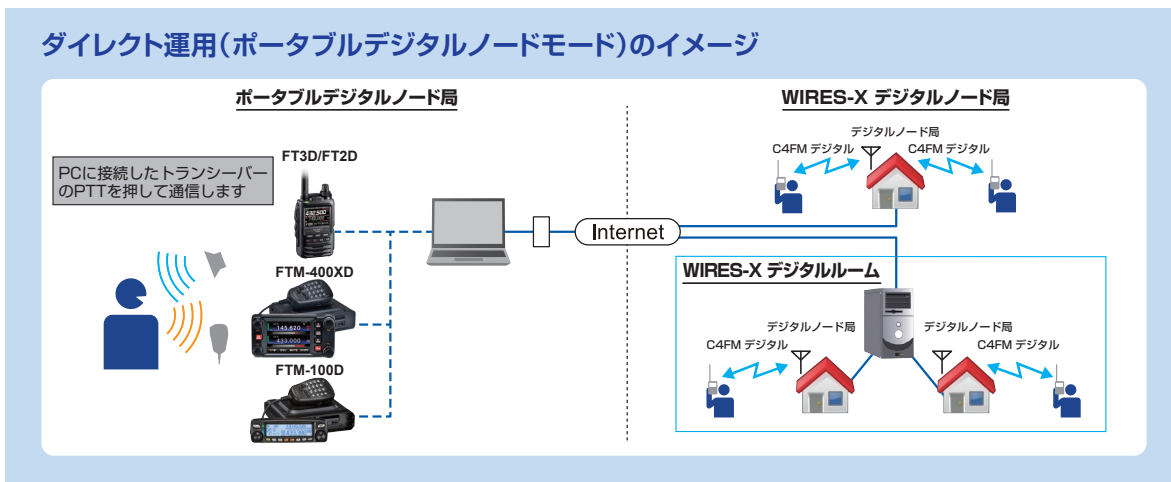 ダイレクト運用（ポータブルデジタルノードモード）のイメージ
ポータブルデジタルノード局
PCに接続したトランシーバー
のPTTを押して通信します
FT3D/FT2D
432.500
FTM-400XD
145.620
433.000
FTM-100D
Internet
WIRES-X デジタルノード局
デジタルノード局
C4FM デジタル
C4FM デジタル
WIRES-X デジタルルーム
デジタルノード局
デジタルノード局
C4FM デジタル
C4FM デジタル